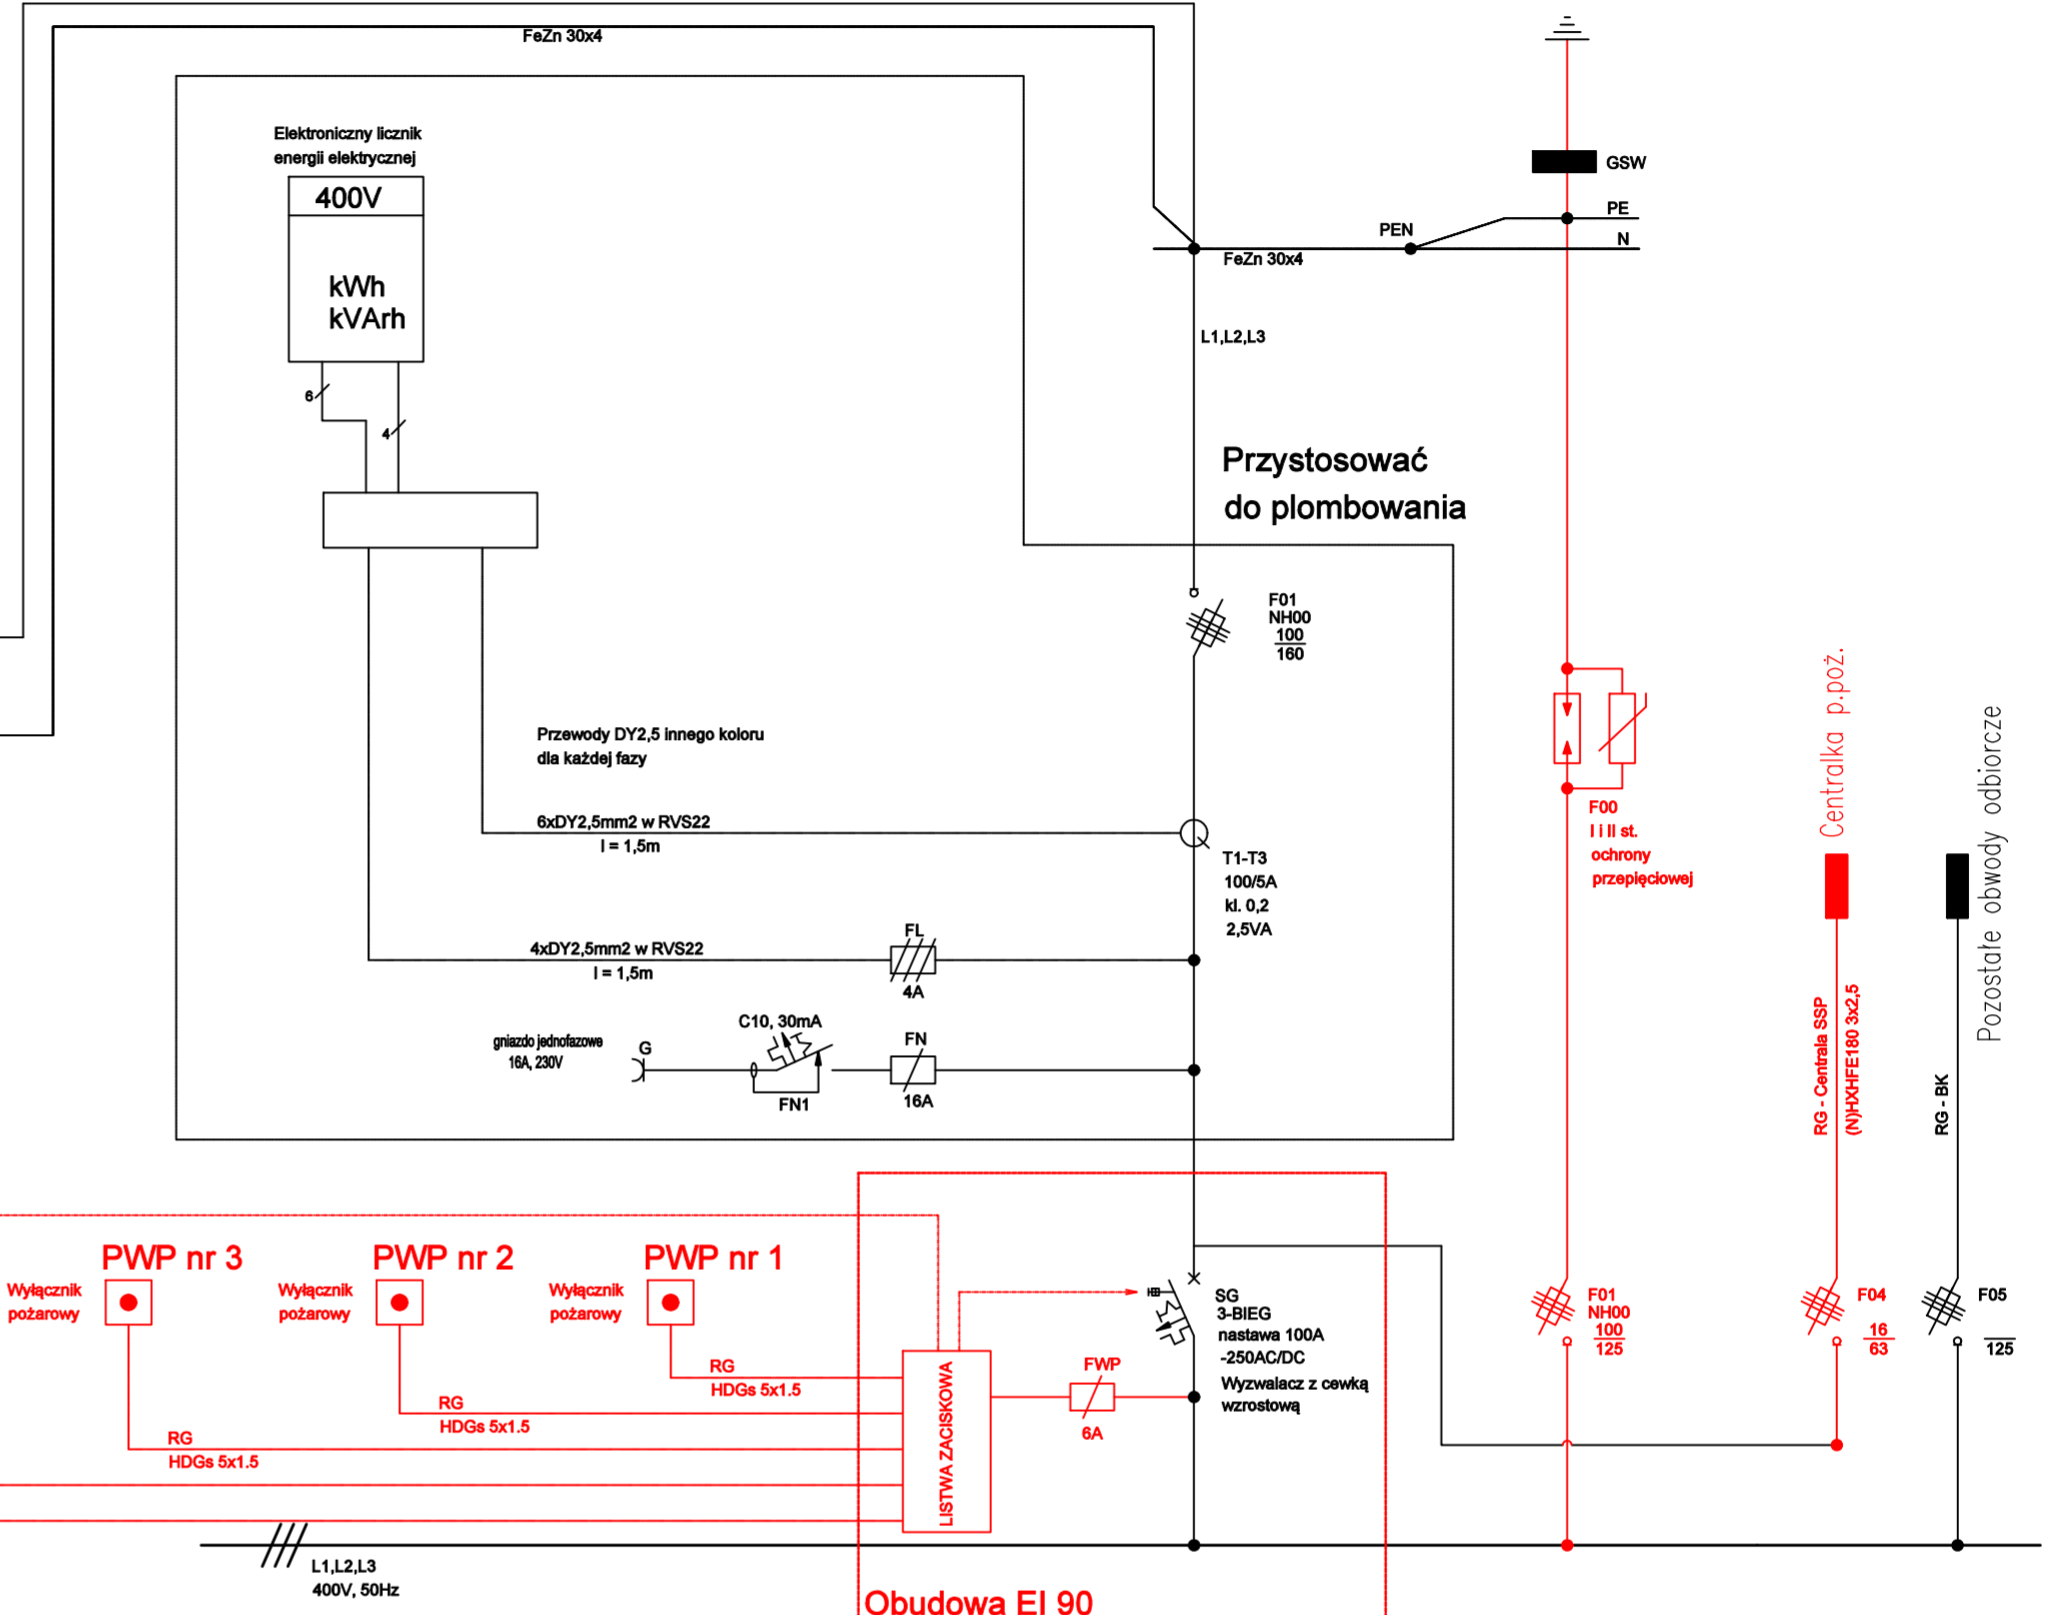 FeZn 30x4
Elektroniczny licznik
energii elektrycznej
400V
kWh
kVArh
6
4
GSW
PE
PEN
N
FeZn 30x4
L1,L2,L3
Przystosować
do plombowania
F01
NH00
100
160
Przewody DY2,5 innego koloru
dla każdej fazy
6xDY2,5mm2 w RVS22
l = 1,5m
T1-T3
100/5A
kl. 0,2
2,5VA
FL
4xDY2,5mm2 w RVS22
l = 1,5m
4A
C10, 30mA
gniazdo jednofazowe
16A, 230V
G
FN
FN1
16A
F00
I i II st.
ochrony
przepięciowej
Centralka p.poż.
Pozostałe obwody odbiorcze
RG - Centrala SSP
(N)HXHFE180 3x2,5
RG - BK
PWP nr 3
Wyłącznik
pożarowy
PWP nr 2
Wyłącznik
pożarowy
PWP nr 1
Wyłącznik
pożarowy
RG
HDGs 5x1.5
RG
HDGs 5x1.5
RG
HDGs 5x1.5
LISTWA ZACISKOWA
FWP
6A
SG
3-BIEG
nastawa 100A
-250AC/DC
Wyzwalacz z cewką
wzrostową
F01
NH00
100
125
F04
16
63
F05
125
L1,L2,L3
400V, 50Hz
Obudowa EI 90